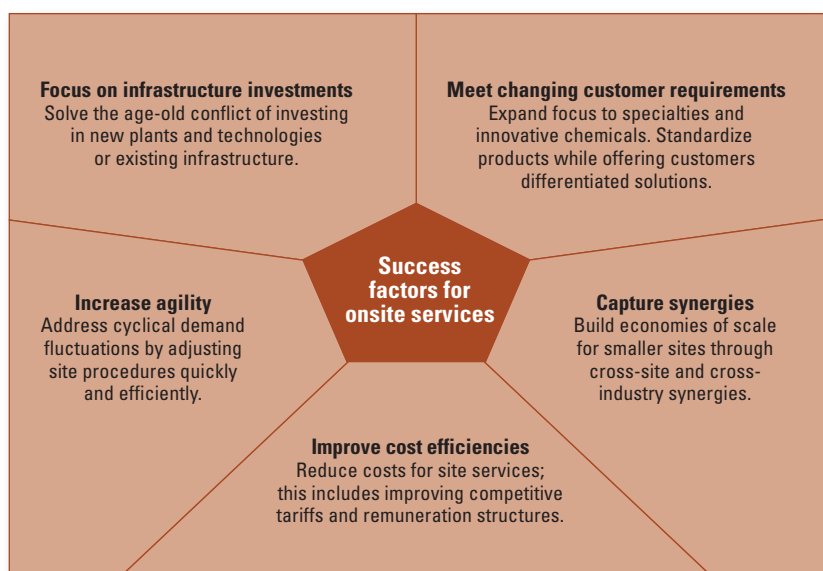 Focus on infrastructure investments
Solve the age-old conflict of investing
in new plants and technologies
or existing infrastructure.
Meet changing customer requirements
Expand focus to specialties and
innovative chemicals. Standardize
products while offering customers
differentiated solutions.
Success
factors for
onsite services
Increase agility
Address cyclical demand
fluctuations by adjusting
site procedures quickly
and efficiently.
Capture synergies
Build economies of scale
for smaller sites through
cross-site and cross-
industry synergies.
Improve cost efficiencies
Reduce costs for site services;
this includes improving competitive
tariffs and remuneration structures.